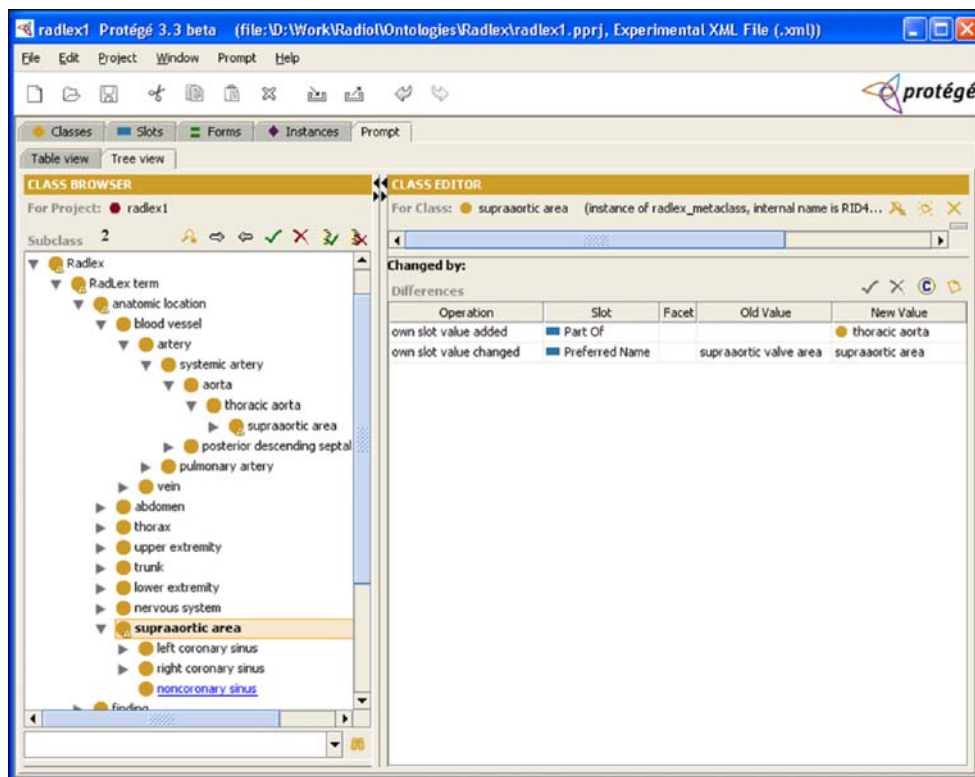 radlex1 Protégé 3.3 beta (file:\D:\Work\Radiol\Ontologies\Radlex\radlex1.pprj, Experimental XML File (.xml))
File Edit Project Window Prompt Help
protégé
Classes Slots Forms Instances Prompt
Table view Tree view
CLASS BROWSER
For Project: radlex1
Subclass 2
Radlex
RadLex term
anatomic location
blood vessel
artery
systemic artery
aorta
thoracic aorta
supraaortic area
posterior descending septal
pulmonary artery
vein
abdomen
thorax
upper extremity
trunk
lower extremity
nervous system
supraaortic area
left coronary sinus
right coronary sinus
noncoronary sinus
finding
CLASS EDITOR
For Class: supraaortic area (instance of radlex_metaclass, internal name is RID4...
Changed by:
Differences C
Operation Slot Facet Old Value New Value
own slot value added Part Of thoracic aorta
own slot value changed Preferred Name supraaortic valve area supraaortic area